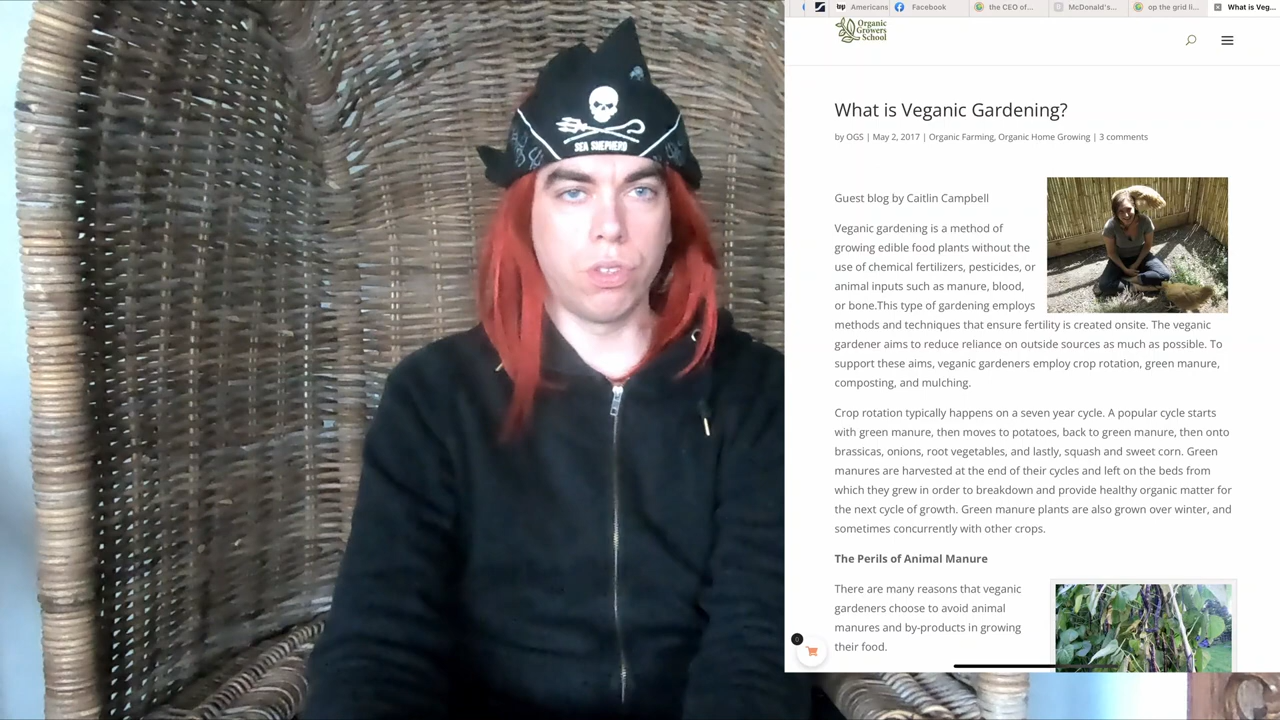 Americans
Facebook
the CEO of...
McDonald's...
op the grid li...
What is Veg...
Organic
Growers
School
What is Veganic Gardening?
by OGS | May 2, 2017 | Organic Farming, Organic Home Growing | 3 comments
Guest blog by Caitlin Campbell
Veganic gardening is a method of
growing edible food plants without the
use of chemical fertilizers, pesticides, or
animal inputs such as manure, blood,
or bone.This type of gardening employs
methods and techniques that ensure fertility is created onsite. The veganic
gardener aims to reduce reliance on outside sources as much as possible. To
support these aims, veganic gardeners employ crop rotation, green manure,
composting, and mulching.
Crop rotation typically happens on a seven year cycle. A popular cycle starts
with green manure, then moves to potatoes, back to green manure, then onto
brassicas, onions, root vegetables, and lastly, squash and sweet corn. Green
manures are harvested at the end of their cycles and left on the beds from
which they grew in order to breakdown and provide healthy organic matter for
the next cycle of growth. Green manure plants are also grown over winter, and
sometimes concurrently with other crops.
The Perils of Animal Manure
There are many reasons that veganic
gardeners choose to avoid animal
manures and by-products in growing
their food.
0
SEA SHEPHERD